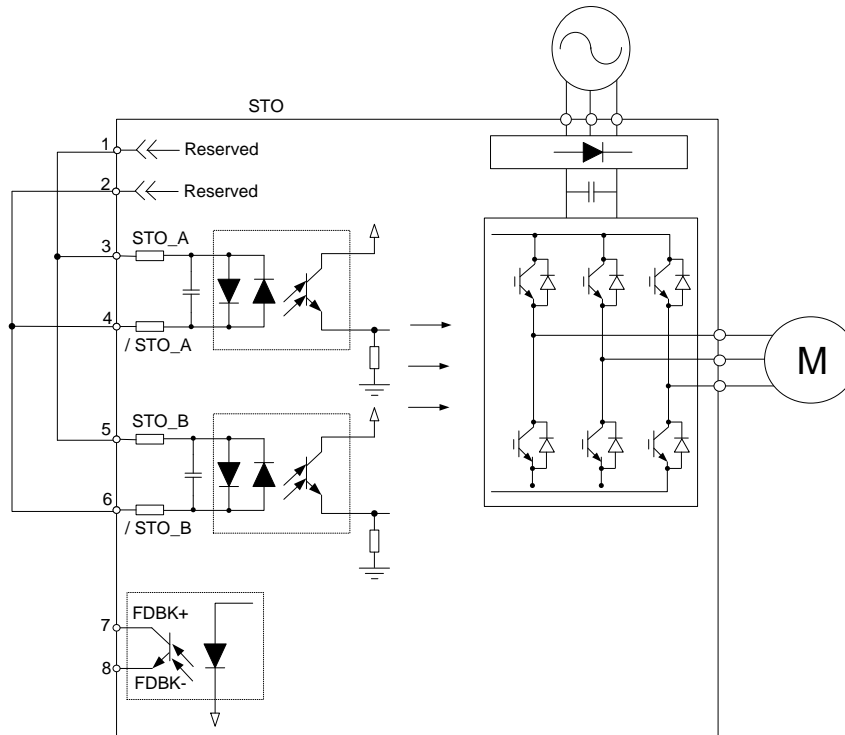 STO
1 Reserved
2 Reserved
STO_A
3
4
/ STO_A
STO_B
5
6
/ STO_B
FDBK+
7
8
FDBK-
M